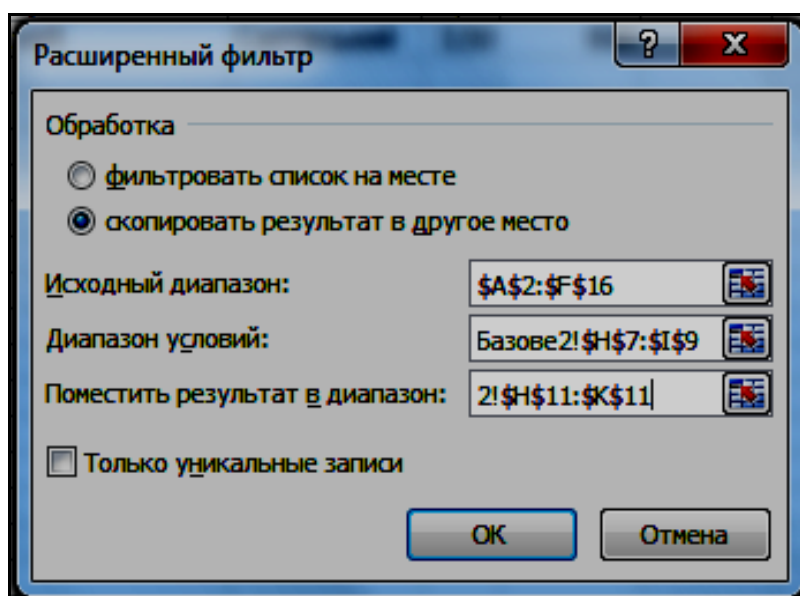 Расширенный фильтр
?
X
Обработка
фильтровать список на месте
скопировать результат в другое место
Исходный диапазон: $A$2:$F$16
Диапазон условий: Базове2!$H$7:$I$9
Поместить результат в диапазон: 2!$H$11:$K$11
Только уникальные записи
ОК Отмена